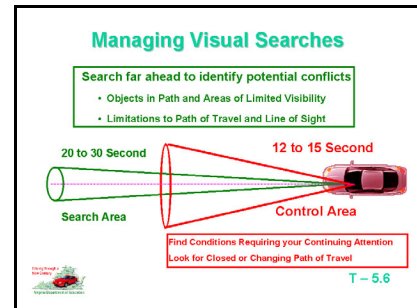 Managing Visual Searches
Search far ahead to identify potential conflicts
• Objects in Path and Areas of Limited Visibility
• Limitations to Path of Travel and Line of Sight
20 to 30 Second
12 to 15 Second
Search Area
Control Area
Find Conditions Requiring your Continuing Attention
Look for Closed or Changing Path of Travel
T – 5.6